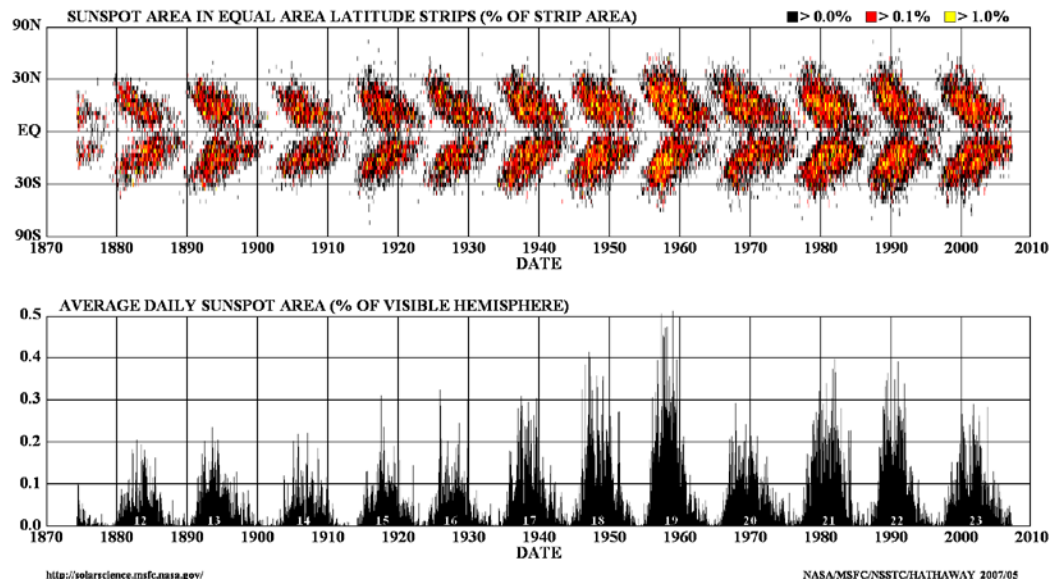 SUNSPOT AREA IN EQUAL AREA LATITUDE STRIPS (% OF STRIP AREA) > 0.0% > 0.1% > 1.0%
90N
30N
EQ
30S
90S
1870 1880 1890 1900 1910 1920 1930 1940 1950 1960 1970 1980 1990 2000 2010
DATE
AVERAGE DAILY SUNSPOT AREA (% OF VISIBLE HEMISPHERE)
0.5
0.4
0.3
0.2
0.1
0.0
12 13 14 15 16 17 18 19 20 21 22 23
1870 1880 1890 1900 1910 1920 1930 1940 1950 1960 1970 1980 1990 2000 2010
DATE
http://solarscience.msfc.nasa.gov/ NASA/MSFC/NSSTC/HATHAWAY 2007/05